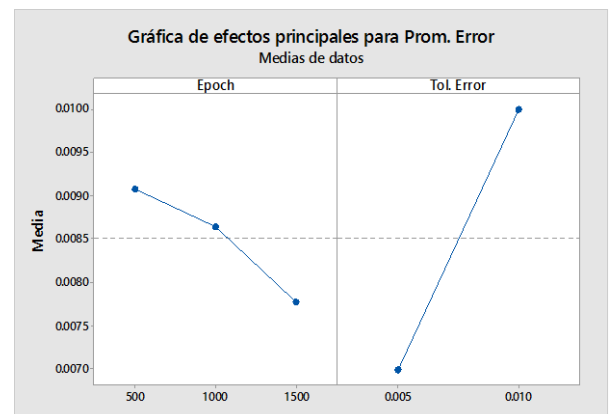 Gráfica de efectos principales para Prom. Error
Medias de datos
Epoch
Tol. Error
Media
0.0100
0.0095
0.0090
0.0085
0.0080
0.0075
0.0070
500
1000
1500
0.005
0.010